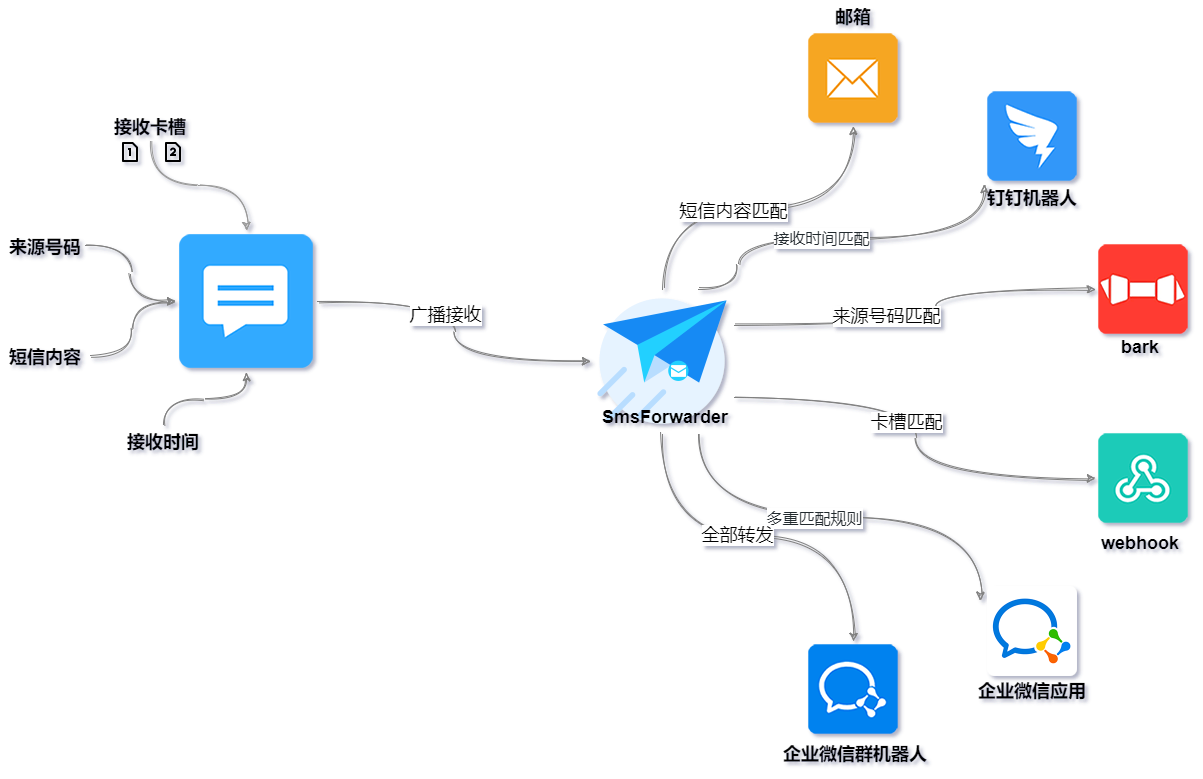 邮箱
接收卡槽
1
2
钉钉机器人
短信内容匹配
接收时间匹配
来源号码
广播接收
来源号码匹配
bark
短信内容
SmsForwarder
卡槽匹配
接收时间
多重匹配规则
全部转发
webhook
企业微信应用
企业微信群机器人